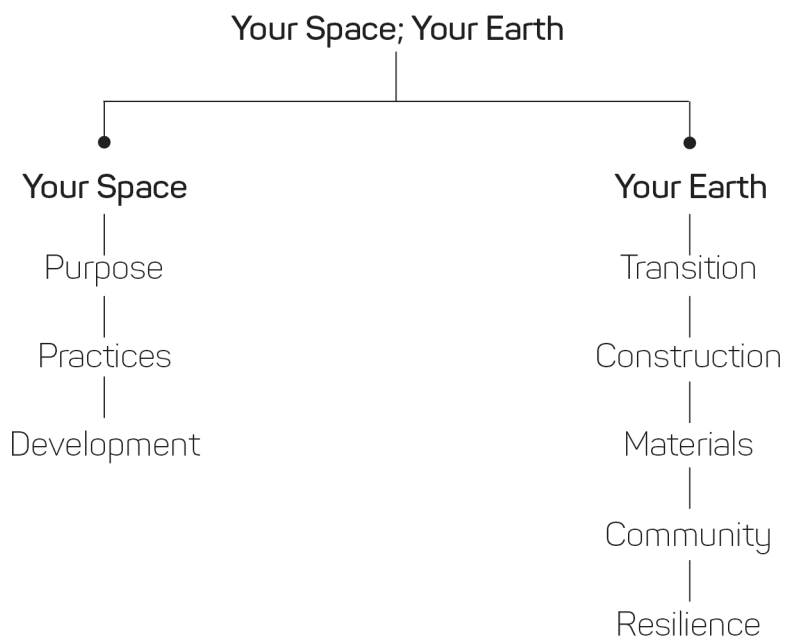 Your Space; Your Earth
Your Space
Purpose
Practices
Development
Your Earth
Transition
Construction
Materials
Community
Resilience